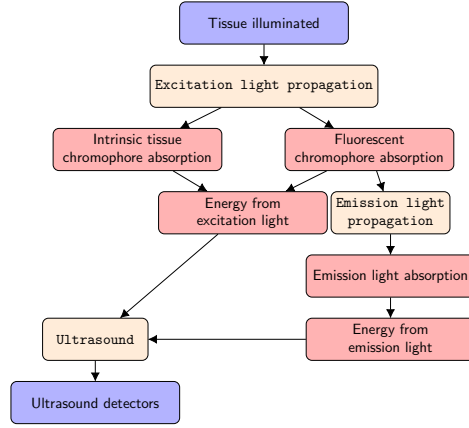 Tissue illuminated
Excitation light propagation
Intrinsic tissue
chromophore absorption
Fluorescent
chromophore absorption
Energy from
excitation light
Emission light
propagation
Emission light absorption
Ultrasound
Energy from
emission light
Ultrasound detectors